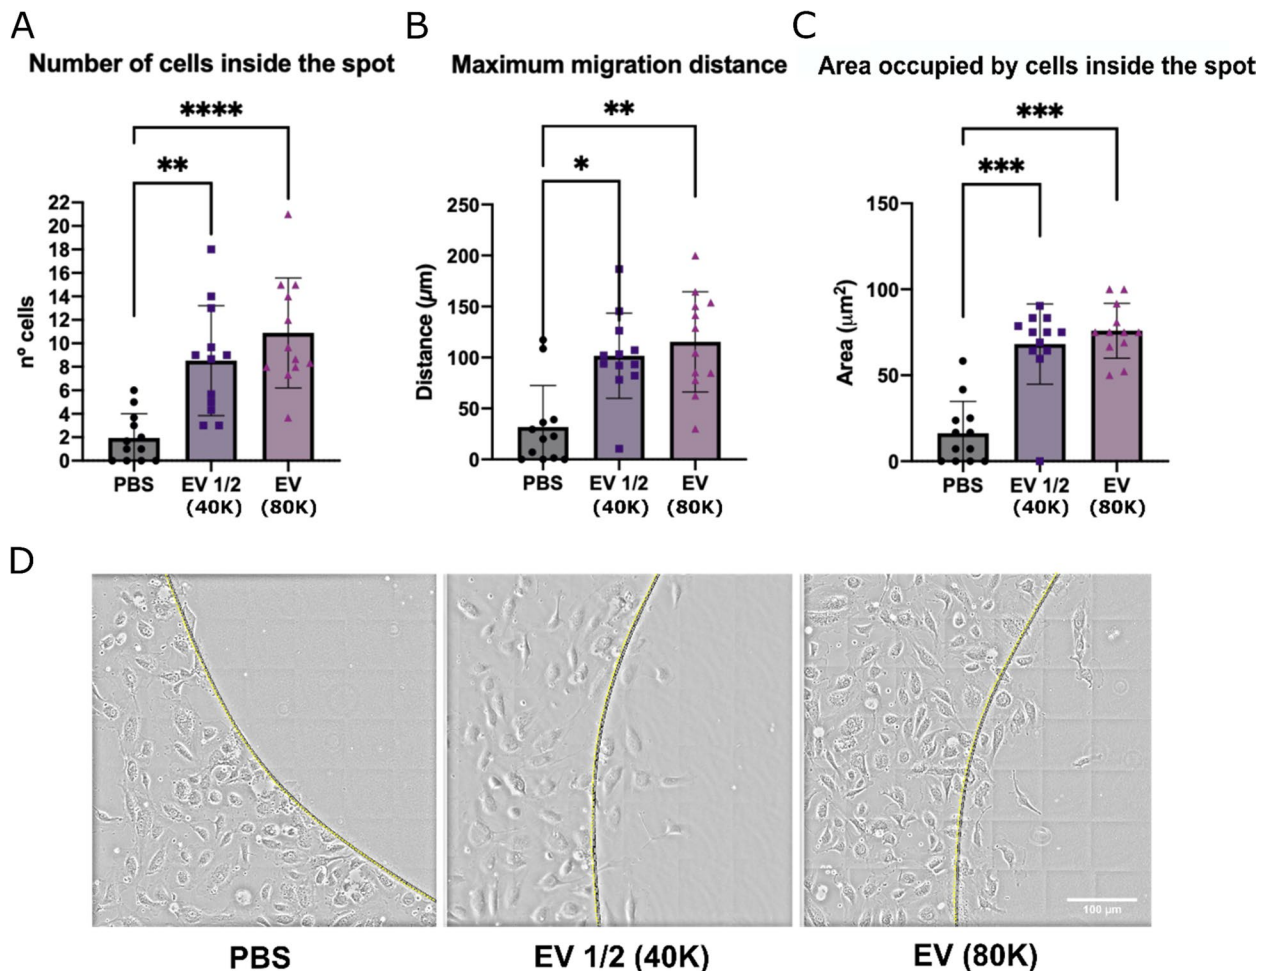 A
Number of cells inside the spot
****
**
22
20
18
16
14
12
10
8
6
4
2
0
nº cells
PBS
EV 1/2
(40K)
EV
(80K)
B
Maximum migration distance
**
*
250
200
150
100
50
0
Distance (µm)
PBS
EV 1/2
(40K)
EV
(80K)
C
Area occupied by cells inside the spot
***
***
150
100
50
0
Area (µm²)
PBS
EV 1/2
(40K)
EV
(80K)
D
100 µm
PBS
EV 1/2 (40K)
EV (80K)